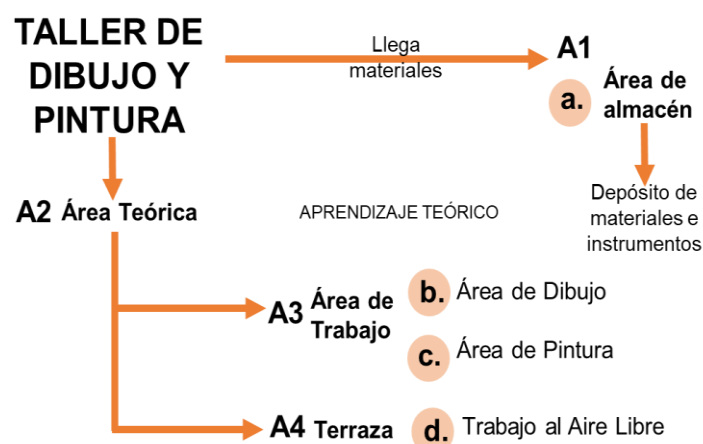 TALLER DE
DIBUJO Y
PINTURA
Llega
materiales
A1
a. Área de
almacén
Depósito de
materiales e
instrumentos
A2 Área Teórica
APRENDIZAJE TEÓRICO
A3 Área de
Trabajo
b. Área de Dibujo
c. Área de Pintura
A4 Terraza
d. Trabajo al Aire Libre